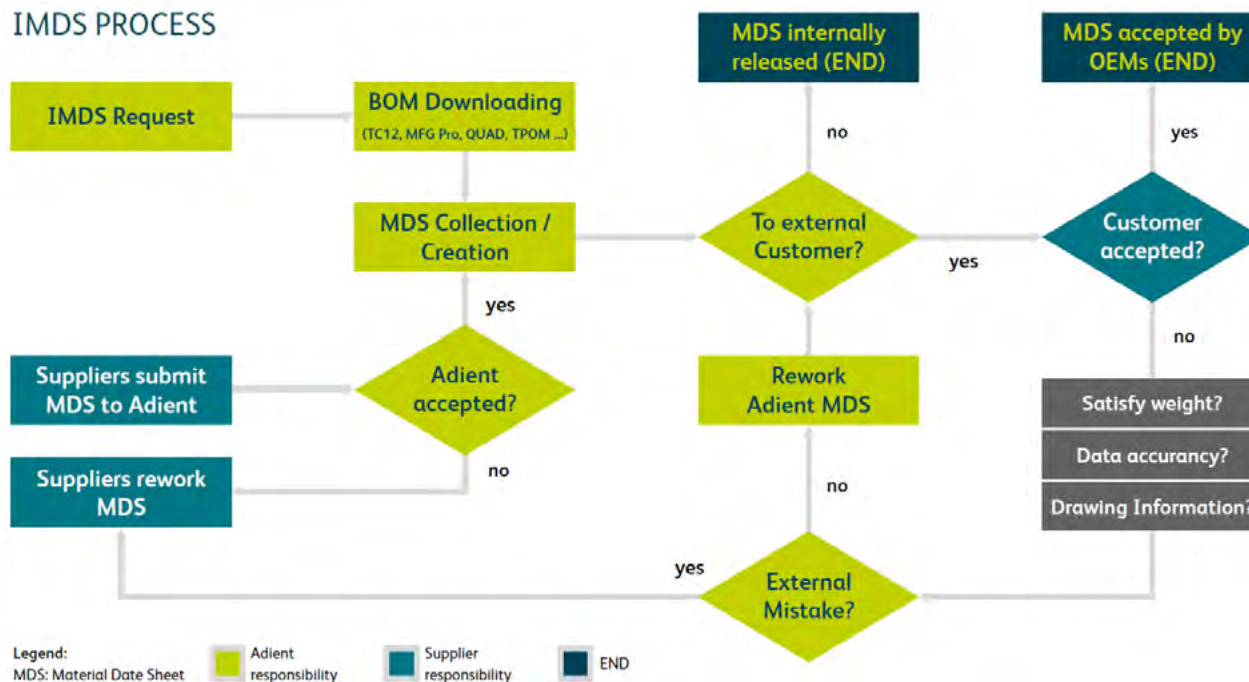 IMDS PROCESS
IMDS Request
BOM Downloading
(TC12, MFG Pro, QUAD, TPOM ...)
MDS internally
released (END)
MDS accepted by
OEMs (END)
no
yes
MDS Collection /
Creation
To external
Customer?
yes
Customer
accepted?
yes
no
Suppliers submit
MDS to Adient
Adient
accepted?
Rework
Adient MDS
Satisfy weight?
Data accurancy?
Drawing Information?
Suppliers rework
MDS
no
no
yes
External
Mistake?
Legend:
MDS: Material Date Sheet
Adient
responsibility
Supplier
responsibility
END